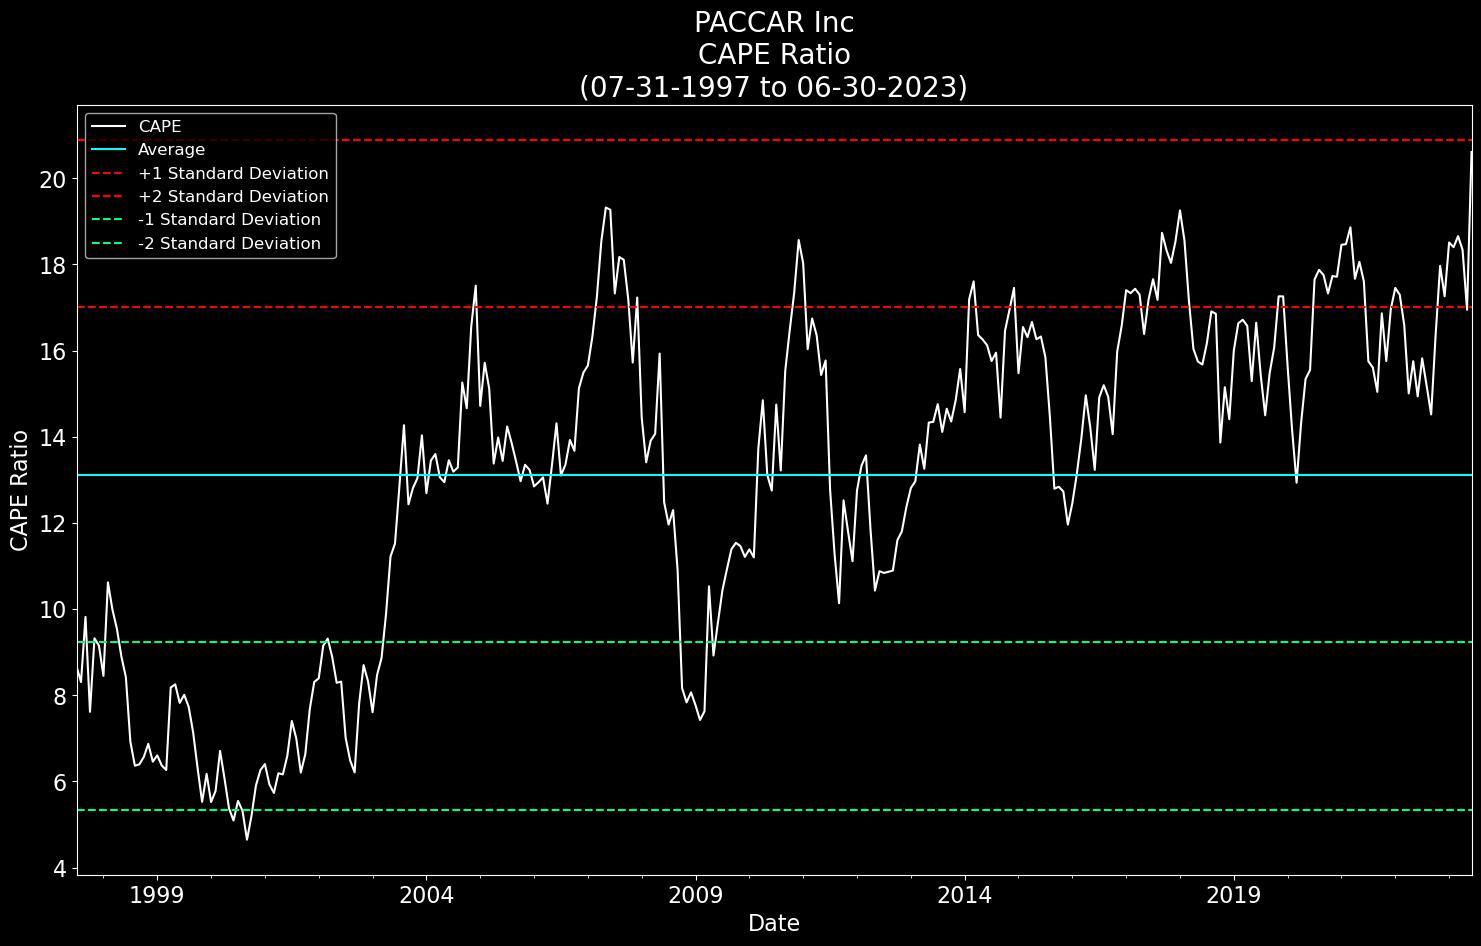 PACCAR Inc
CAPE Ratio
(07-31-1997 to 06-30-2023)
CAPE
Average
+1 Standard Deviation
+2 Standard Deviation
-1 Standard Deviation
-2 Standard Deviation
20
18
16
14
12
10
8
6
4
CAPE Ratio
1999
2004
2009
2014
2019
Date